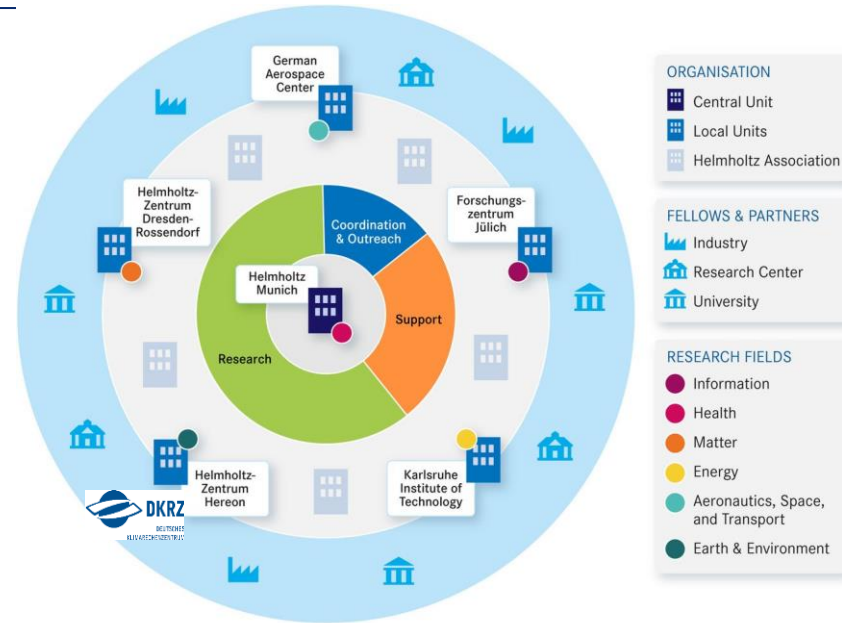 German
Aerospace
Center
Helmholtz-
Zentrum
Dresden-
Rossendorf
Forschungs-
zentrum
Jülich
Coordination
& Outreach
Helmholtz
Munich
Support
Research
Helmholtz-
Zentrum
Hereon
Karlsruhe
Institute of
Technology
DKRZ
DEUTSCHES
KLIMARECHENZENTRUM
ORGANISATION
Central Unit
Local Units
Helmholtz Association
FELLOWS & PARTNERS
Industry
Research Center
University
RESEARCH FIELDS
Information
Health
Matter
Energy
Aeronautics, Space,
and Transport
Earth & Environment